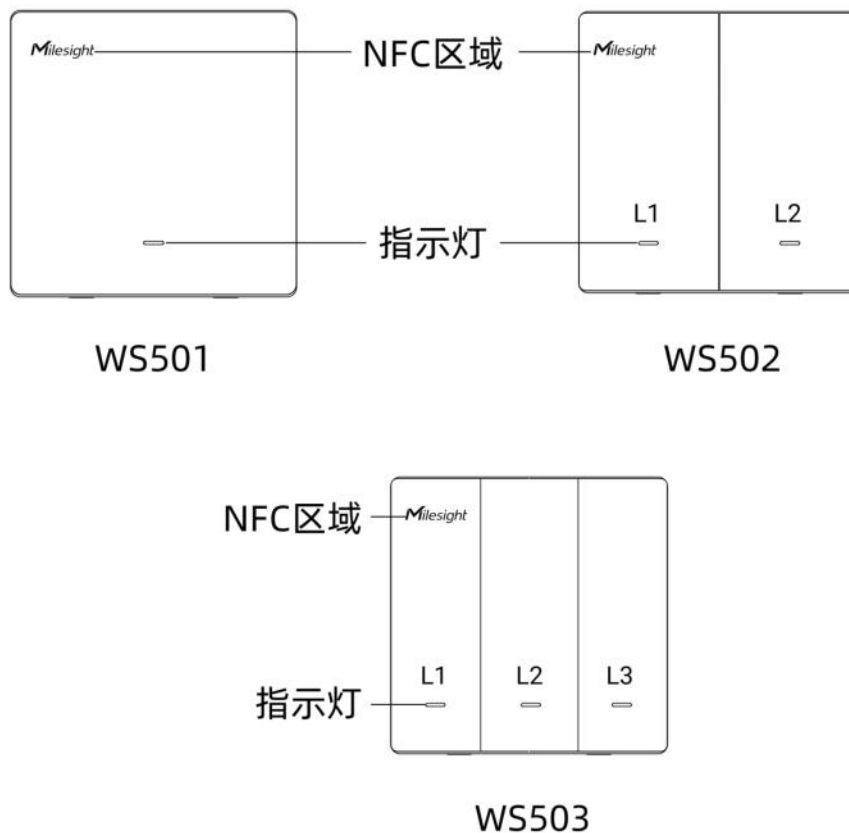 Milesight
NFC区域
Milesight
L1
L2
指示灯
WS501
WS502
NFC区域
Milesight
L1
L2
L3
指示灯
WS503